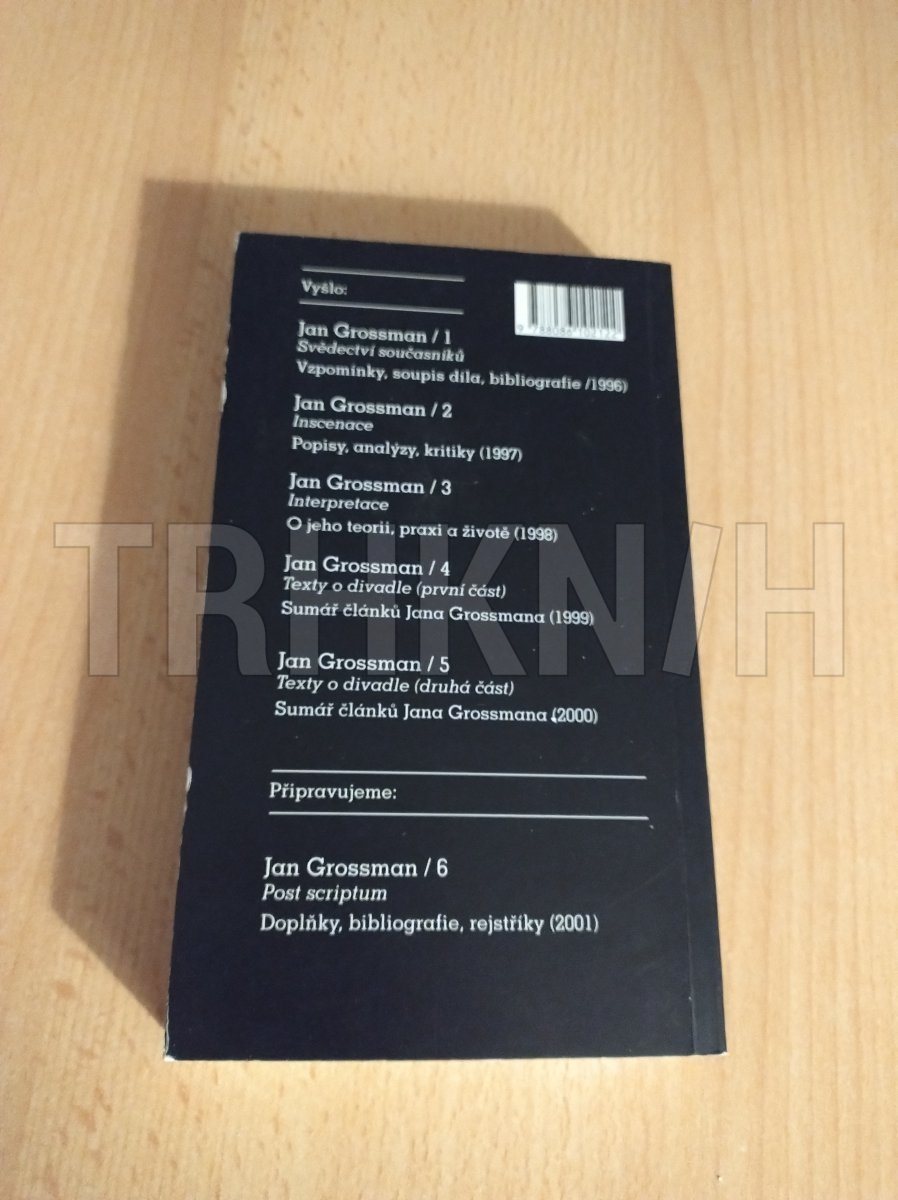 Vyšlo:
Jan Grossman / 1
Svědectví současníků
Vzpomínky, soupis díla, bibliografie /1996)
Jan Grossman / 2
Inscenace
Popisy, analýzy, kritiky (1997)
Jan Grossman / 3
Interpretace
O jeho teorii, praxi a životě (1998)
Jan Grossman / 4
Texty o divadle (první část)
Sumář článků Jana Grossmana (1999)
Jan Grossman / 5
Texty o divadle (druhá část)
Sumář článků Jana Grossmana (2000)
Připravujeme:
Jan Grossman / 6
Post scriptum
Doplňky, bibliografie, rejstříky (2001)
TRHKNIH